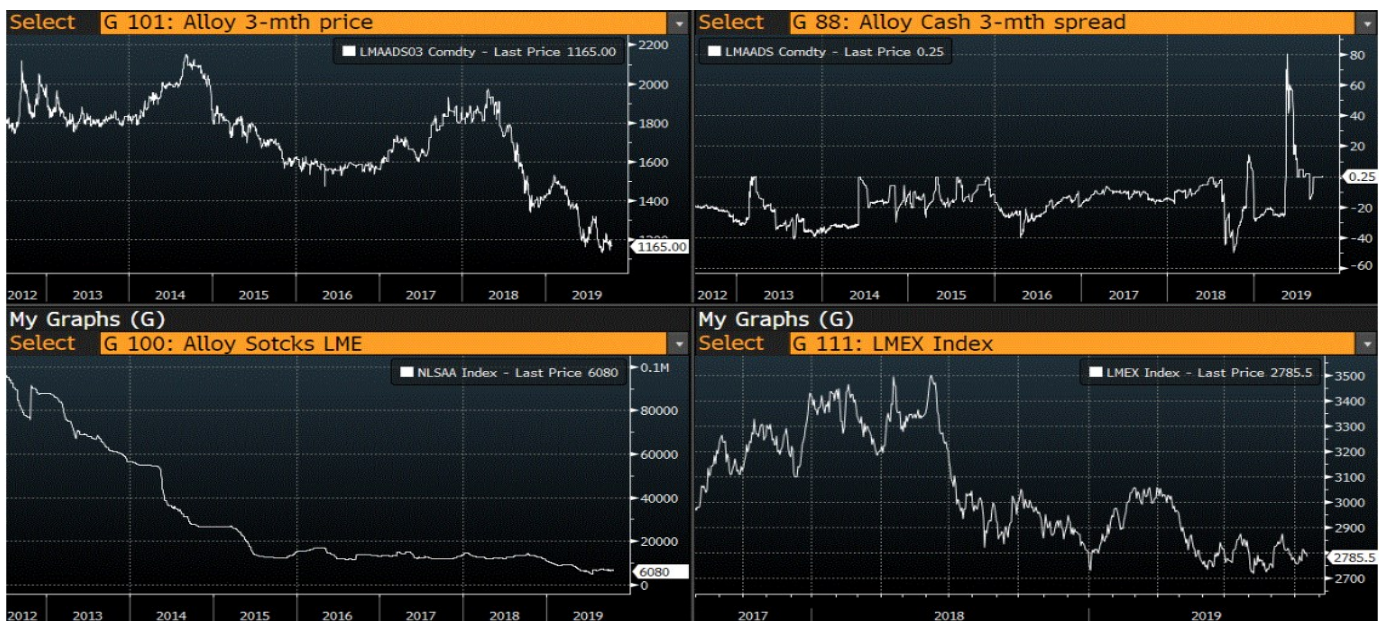 Select G 101: Alloy 3-mth price
LMAADS03 Comdty - Last Price 1165.00
2200
2000
1800
1600
1400
1200
1165.00
2012 2013 2014 2015 2016 2017 2018 2019
Select G 88: Alloy Cash 3-mth spread
LMAADS Comdty - Last Price 0.25
80
60
40
20
0.25
-20
-40
-60
2012 2013 2014 2015 2016 2017 2018 2019
My Graphs (G)
Select G 100: Alloy Sotcks LME
NLSAA Index - Last Price 6080
0.1M
80000
60000
40000
20000
6080
0
2012 2013 2014 2015 2016 2017 2018 2019
My Graphs (G)
Select G 111: LMEX Index
LMEX Index - Last Price 2785.5
3500
3400
3300
3200
3100
3000
2900
2785.5
2700
2017 2018 2019